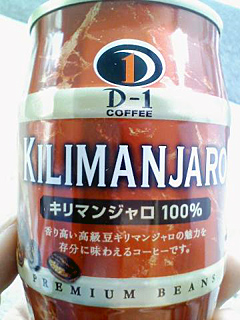 D-1
COFFEE
KILIMANJARO
キリマンジャロ 100%
香り高い高級豆キリマンジャロの魅力を
存分に味わえるコーヒーです。
PREMIUM BEANS